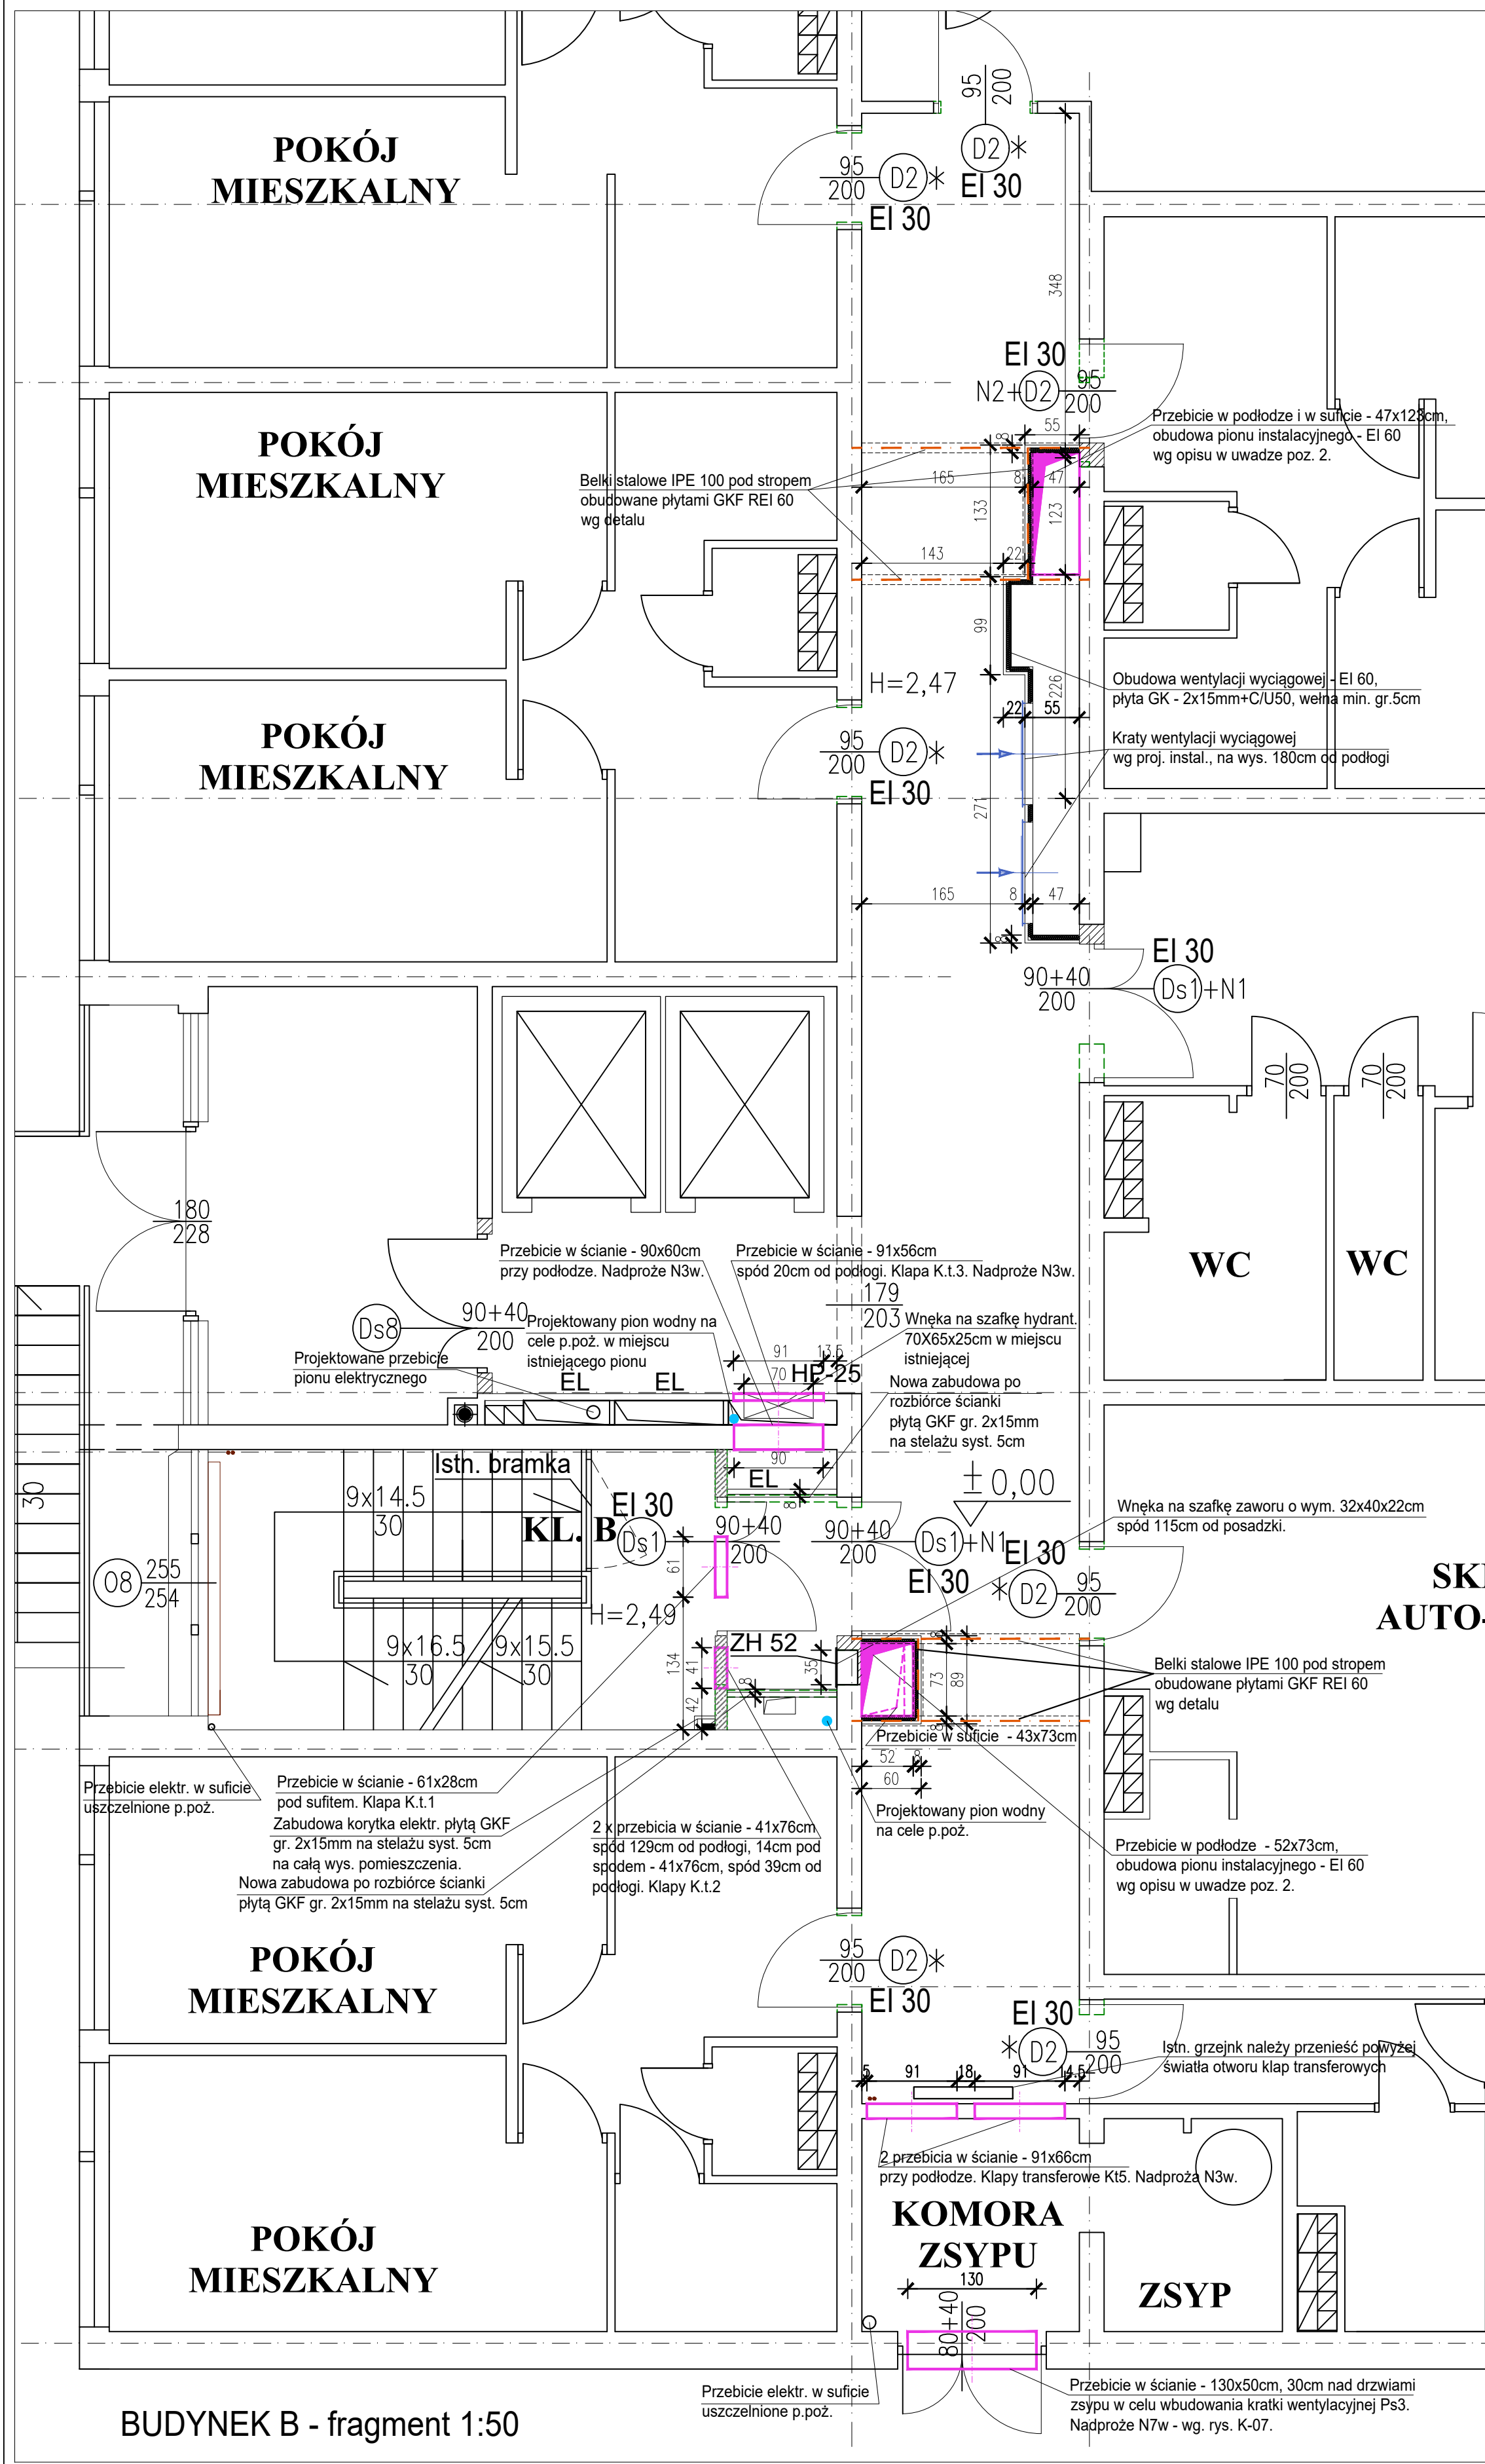 95
200
D2
*
EI 30
95
200
D2
*
EI 30
POKÓJ
MIESZKALNY
348
EI 30
N2+D2
95
200
Przebicie w podłodze i w suficie - 47x123cm,
obudowa pionu instalacyjnego - EI 60
wg opisu w uwadze poz. 2.
POKÓJ
MIESZKALNY
Belki stalowe IPE 100 pod stropem
obudowane płytami GKF REI 60
wg detalu
55
8
165
8
47
133
123
143
22
99
H=2,47
226
Obudowa wentylacji wyciągowej - EI 60,
płyta GK - 2x15mm+C/U50, wełna min. gr.5cm
22
55
POKÓJ
MIESZKALNY
95
200
D2
*
EI 30
Kraty wentylacji wyciągowej
wg proj. instal., na wys. 180cm od podłogi
271
165
8
47
8
EI 30
90+40
200
Ds1+N1
70
200
70
200
180
228
WC
WC
Przebicie w ścianie - 90x60cm
przy podłodze. Nadproże N3w.
Przebicie w ścianie - 91x56cm
spód 20cm od podłogi. Klapa K.t.3. Nadproże N3w.
179
203
Ds8
90+40
200
Projektowany pion wodny na
cele p.poż. w miejscu
istniejącego pionu
Wnęka na szafkę hydrant.
70X65x25cm w miejscu
istniejącej
Projektowane przebicie
pionu elektrycznego
91
13.5
70
HP-25
EL
EL
Nowa zabudowa po
rozbiórce ścianki
płytą GKF gr. 2x15mm
na stelażu syst. 5cm
Istn. bramka
90
EL
8
± 0,00
30
9x14.5
30
EI 30
KL. B
Ds1
90+40
200
90+40
200
Ds1+N1
EI 30
Wnęka na szafkę zaworu o wym. 32x40x22cm
spód 115cm od posadzki.
EI 30
*
D2
95
200
08
255
254
61
H=2,49
SKL
AUTO-
9x16.5
30
9x15.5
30
ZH 52
134
41
42
8
35
8
73
89
8
Belki stalowe IPE 100 pod stropem
obudowane płytami GKF REI 60
wg detalu
Przebicie w suficie - 43x73cm
52
8
60
Przebicie elektr. w suficie
uszczelnione p.poż.
Przebicie w ścianie - 61x28cm
pod sufitem. Klapa K.t.1
Zabudowa korytka elektr. płytą GKF
gr. 2x15mm na stelażu syst. 5cm
na całą wys. pomieszczenia.
Nowa zabudowa po rozbiórce ścianki
płytą GKF gr. 2x15mm na stelażu syst. 5cm
2 x przebicia w ścianie - 41x76cm
spód 129cm od podłogi, 14cm pod
spodem - 41x76cm, spód 39cm od
podłogi. Klapy K.t.2
Projektowany pion wodny
na cele p.poż.
Przebicie w podłodze - 52x73cm,
obudowa pionu instalacyjnego - EI 60
wg opisu w uwadze poz. 2.
POKÓJ
MIESZKALNY
95
200
D2
*
EI 30
EI 30
*
D2
95
200
Istn. grzejnk należy przenieść powyżej
światła otworu klap transferowych
5
91
18
91
14.5
2 przebicia w ścianie - 91x66cm
przy podłodze. Klapy transferowe Kt5. Nadproża N3w.
POKÓJ
MIESZKALNY
KOMORA
ZSYPU
130
ZSYP
80+40
200
Przebicie elektr. w suficie
uszczelnione p.poż.
Przebicie w ścianie - 130x50cm, 30cm nad drzwiami
zsypu w celu wbudowania kratki wentylacyjnej Ps3.
Nadproże N7w - wg. rys. K-07.
BUDYNEK B - fragment 1:50